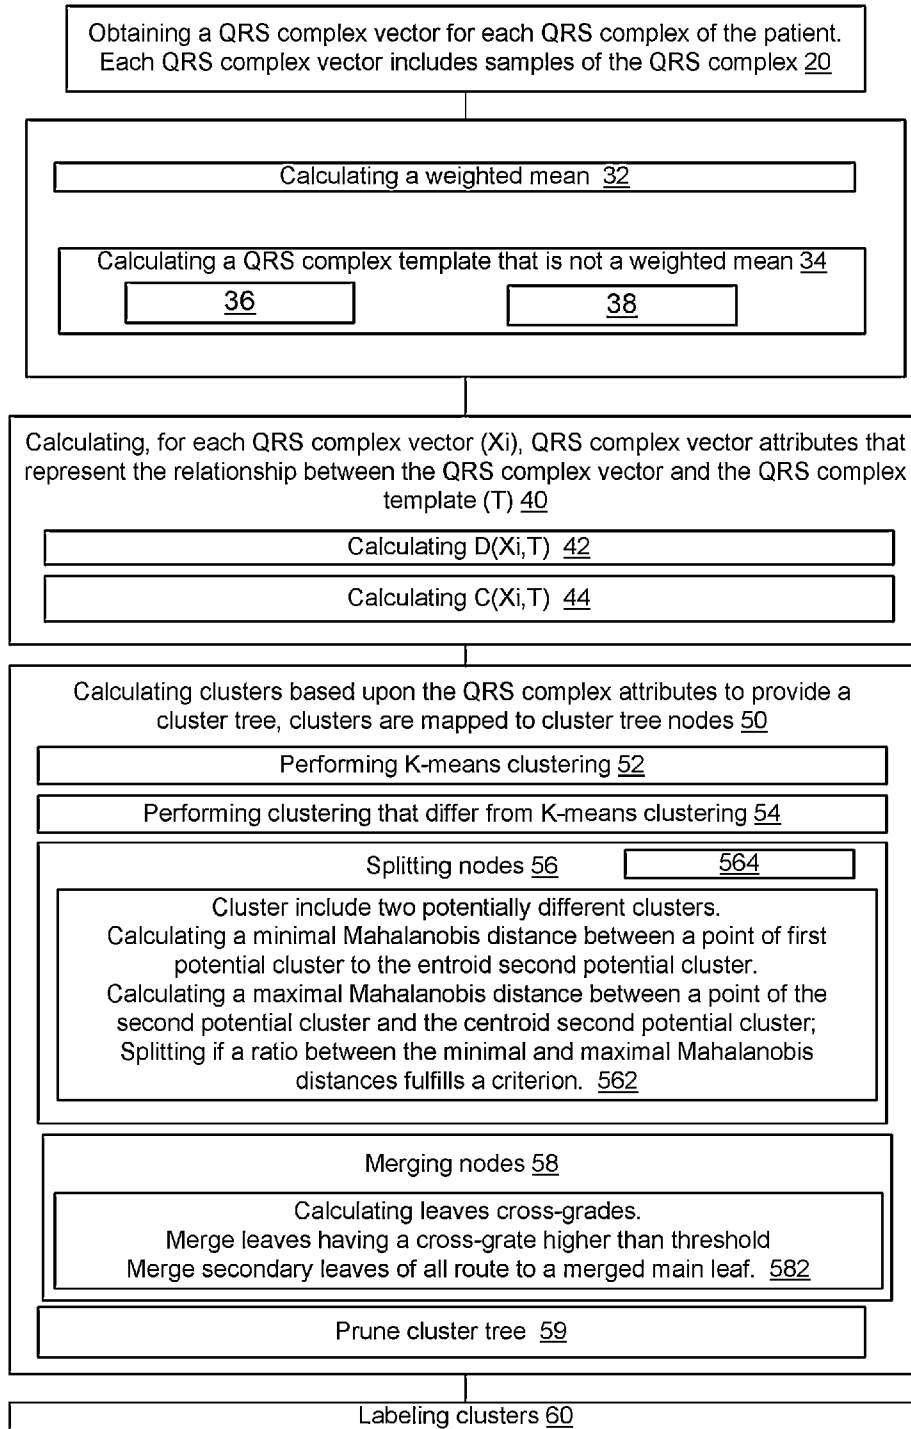 Obtaining a QRS complex vector for each QRS complex of the patient.
Each QRS complex vector includes samples of the QRS complex 20
Calculating a weighted mean 32
Calculating a QRS complex template that is not a weighted mean 34
36
38
Calculating, for each QRS complex vector (Xi), QRS complex vector attributes that
represent the relationship between the QRS complex vector and the QRS complex
template (T) 40
Calculating D(Xi,T) 42
Calculating C(Xi,T) 44
Calculating clusters based upon the QRS complex attributes to provide a
cluster tree, clusters are mapped to cluster tree nodes 50
Performing K-means clustering 52
Performing clustering that differ from K-means clustering 54
Splitting nodes 56
564
Cluster include two potentially different clusters.
Calculating a minimal Mahalanobis distance between a point of first
potential cluster to the entroid second potential cluster.
Calculating a maximal Mahalanobis distance between a point of the
second potential cluster and the centroid second potential cluster;
Splitting if a ratio between the minimal and maximal Mahalanobis
distances fulfills a criterion. 562
Merging nodes 58
Calculating leaves cross-grades.
Merge leaves having a cross-grate higher than threshold
Merge secondary leaves of all route to a merged main leaf. 582
Prune cluster tree 59
Labeling clusters 60